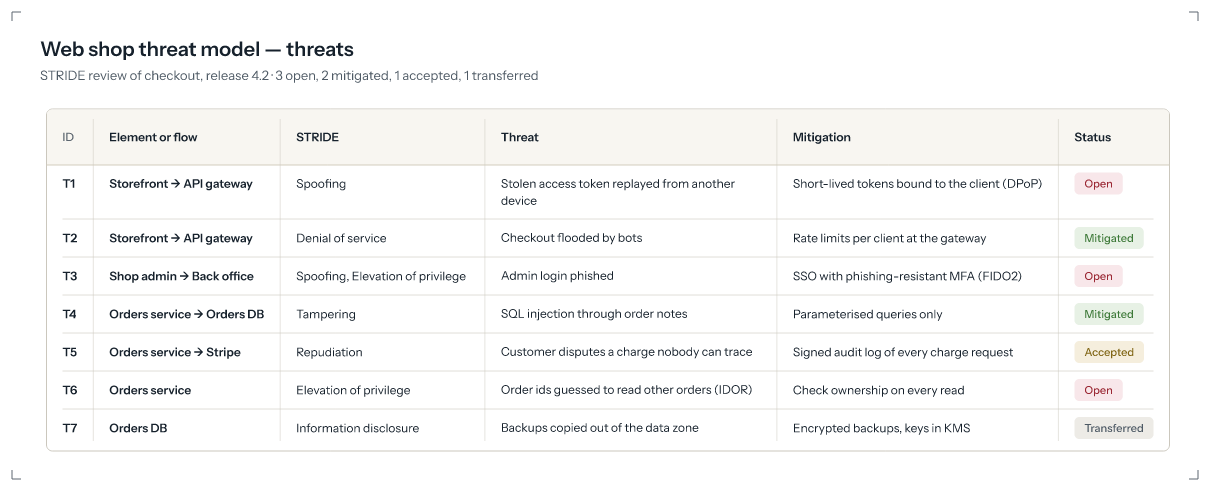 Web shop threat model — threats
STRIDE review of checkout, release 4.2 · 3 open, 2 mitigated, 1 accepted, 1 transferred
ID Element or flow STRIDE Threat Mitigation Status
T1 Storefront → API gateway Spoofing Stolen access token replayed from another device Short-lived tokens bound to the client (DPoP) Open
T2 Storefront → API gateway Denial of service Checkout flooded by bots Rate limits per client at the gateway Mitigated
T3 Shop admin → Back office Spoofing, Elevation of privilege Admin login phished SSO with phishing-resistant MFA (FIDO2) Open
T4 Orders service → Orders DB Tampering SQL injection through order notes Parameterised queries only Mitigated
T5 Orders service → Stripe Repudiation Customer disputes a charge nobody can trace Signed audit log of every charge request Accepted
T6 Orders service Elevation of privilege Order ids guessed to read other orders (IDOR) Check ownership on every read Open
T7 Orders DB Information disclosure Backups copied out of the data zone Encrypted backups, keys in KMS Transferred